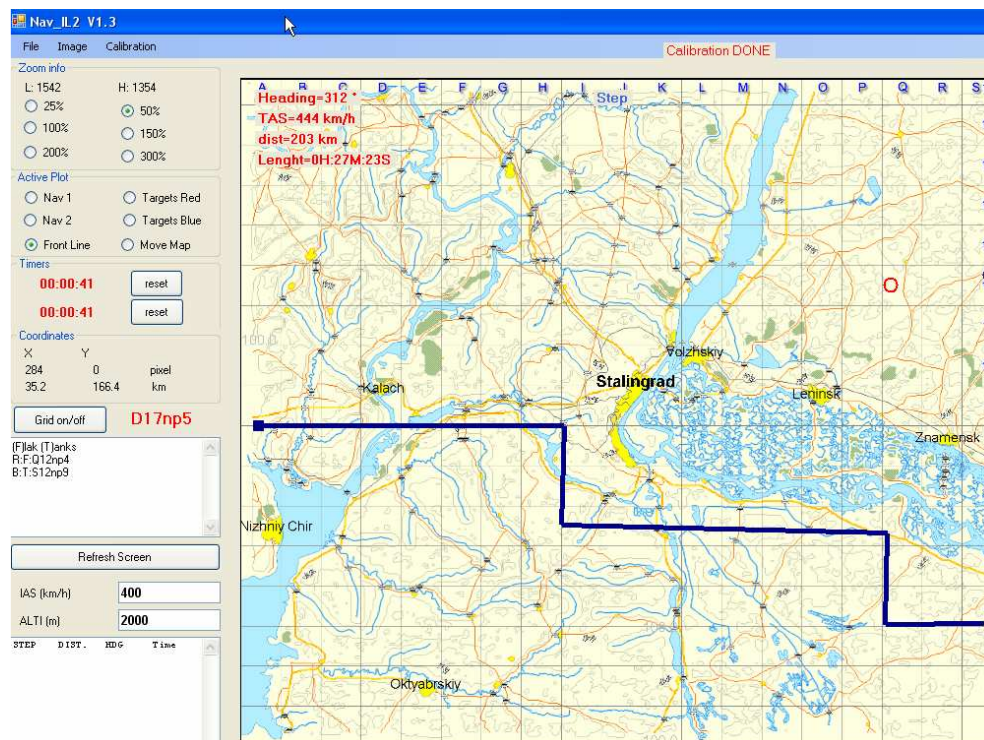 Nav_IL2 V1.3
File Image Calibration
Calibration DONE
Zoom info
L: 1542 H: 1354
25% 50%
100% 150%
200% 300%
Active Plot
Nav 1 Targets Red
Nav 2 Targets Blue
Front Line Move Map
Timers
00:00:41 reset
00:00:41 reset
Coordinates
X Y
284 0 pixel
35.2 166.4 km
Grid on/off D17np5
(F)lak (T)anks
R:F:Q12np4
B:T:S12np9
Refresh Screen
IAS (km/h) 400
ALTI (m) 2000
STEP DIST. HDG Time
A B C D E F G H I K L M N O P Q R S
Heading=312 °
TAS=444 km/h
dist=203 km
Lenght=0H:27M:23S
Step
100.0
Volzhskiy
Stalingrad
Kalach
Leninsk
Znamensk
Nizhniy Chir
Oktyabrskiy